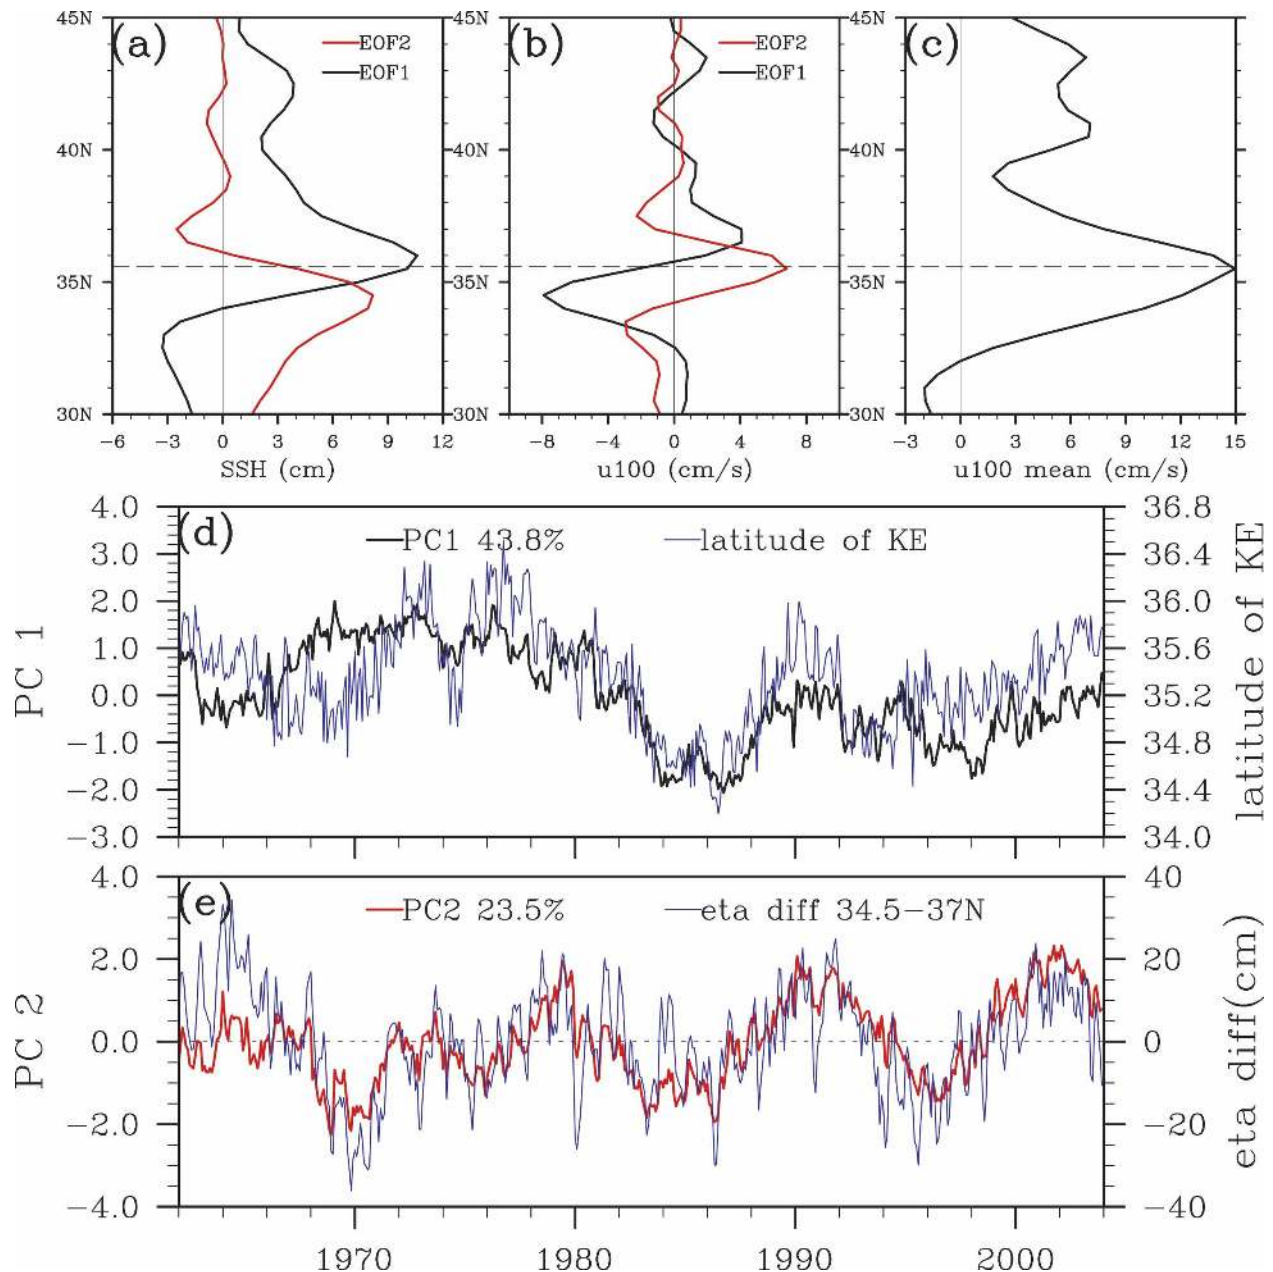 45N 45N 45N
(a) (b) (c)
EOF2 EOF2
EOF1 EOF1
40N 40N 40N
35N 35N 35N
30N 30N 30N
-6 -3 0 3 6 9 12 -8 -4 0 4 8 -3 0 3 6 9 12 15
SSH (cm) u100 (cm/s) u100 mean (cm/s)
4.0 36.8
(d) PC1 43.8% latitude of KE
3.0 36.4
2.0 36.0
1.0 35.6
0.0 35.2
-1.0 34.8
-2.0 34.4
-3.0 34.0
PC 1
latitude of KE
4.0 40
(e) PC2 23.5% eta diff 34.5-37N
2.0 20
0.0 0
-2.0 -20
-4.0 -40
PC 2
eta diff(cm)
1970 1980 1990 2000